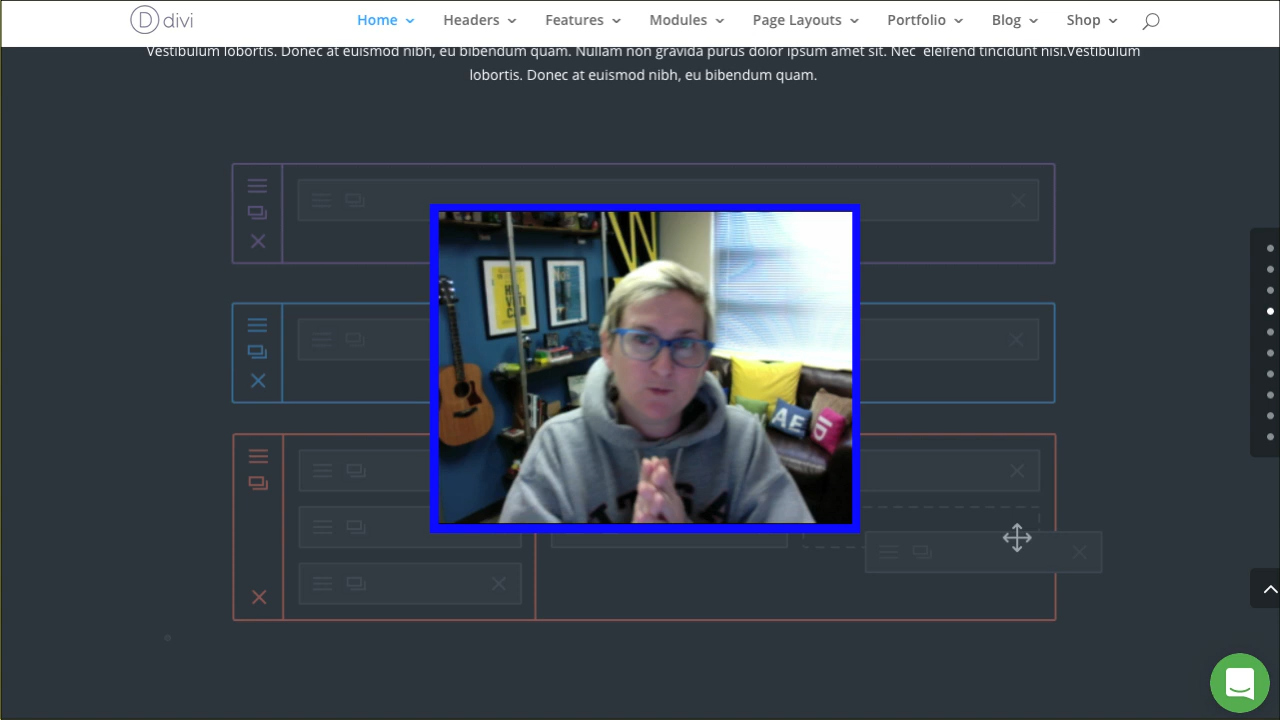 divi
Home Headers Features Modules Page Layouts Portfolio Blog Shop
Vestibulum lobortis. Donec at euismod nibh, eu bibendum quam. Nullam non gravida purus dolor ipsum amet sit. Nec eleifend tincidunt nisi.Vestibulum
lobortis. Donec at euismod nibh, eu bibendum quam.
AE